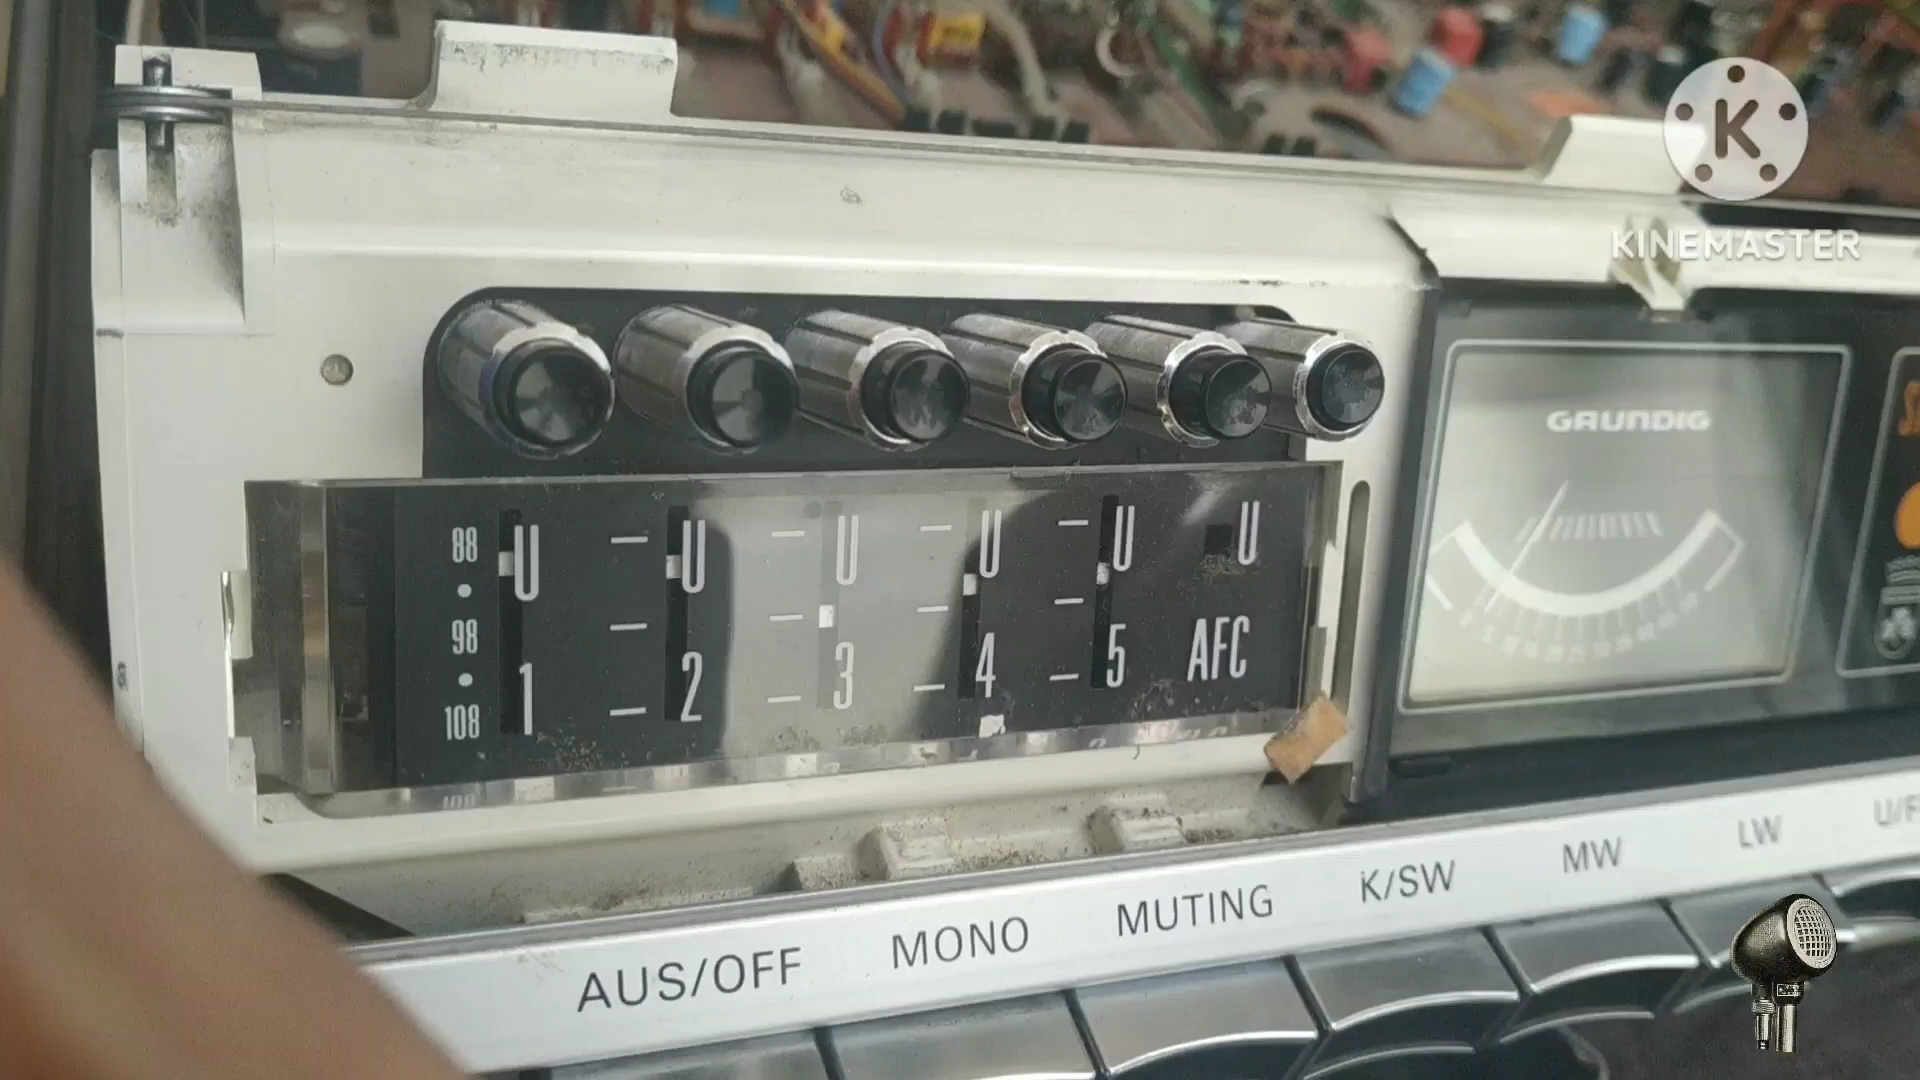 K
KINEMASTER
GRUNDIG
88 U U U U U U
98
108 1 2 3 4 5 AFC
AUS/OFF MONO MUTING K/SW MW LW